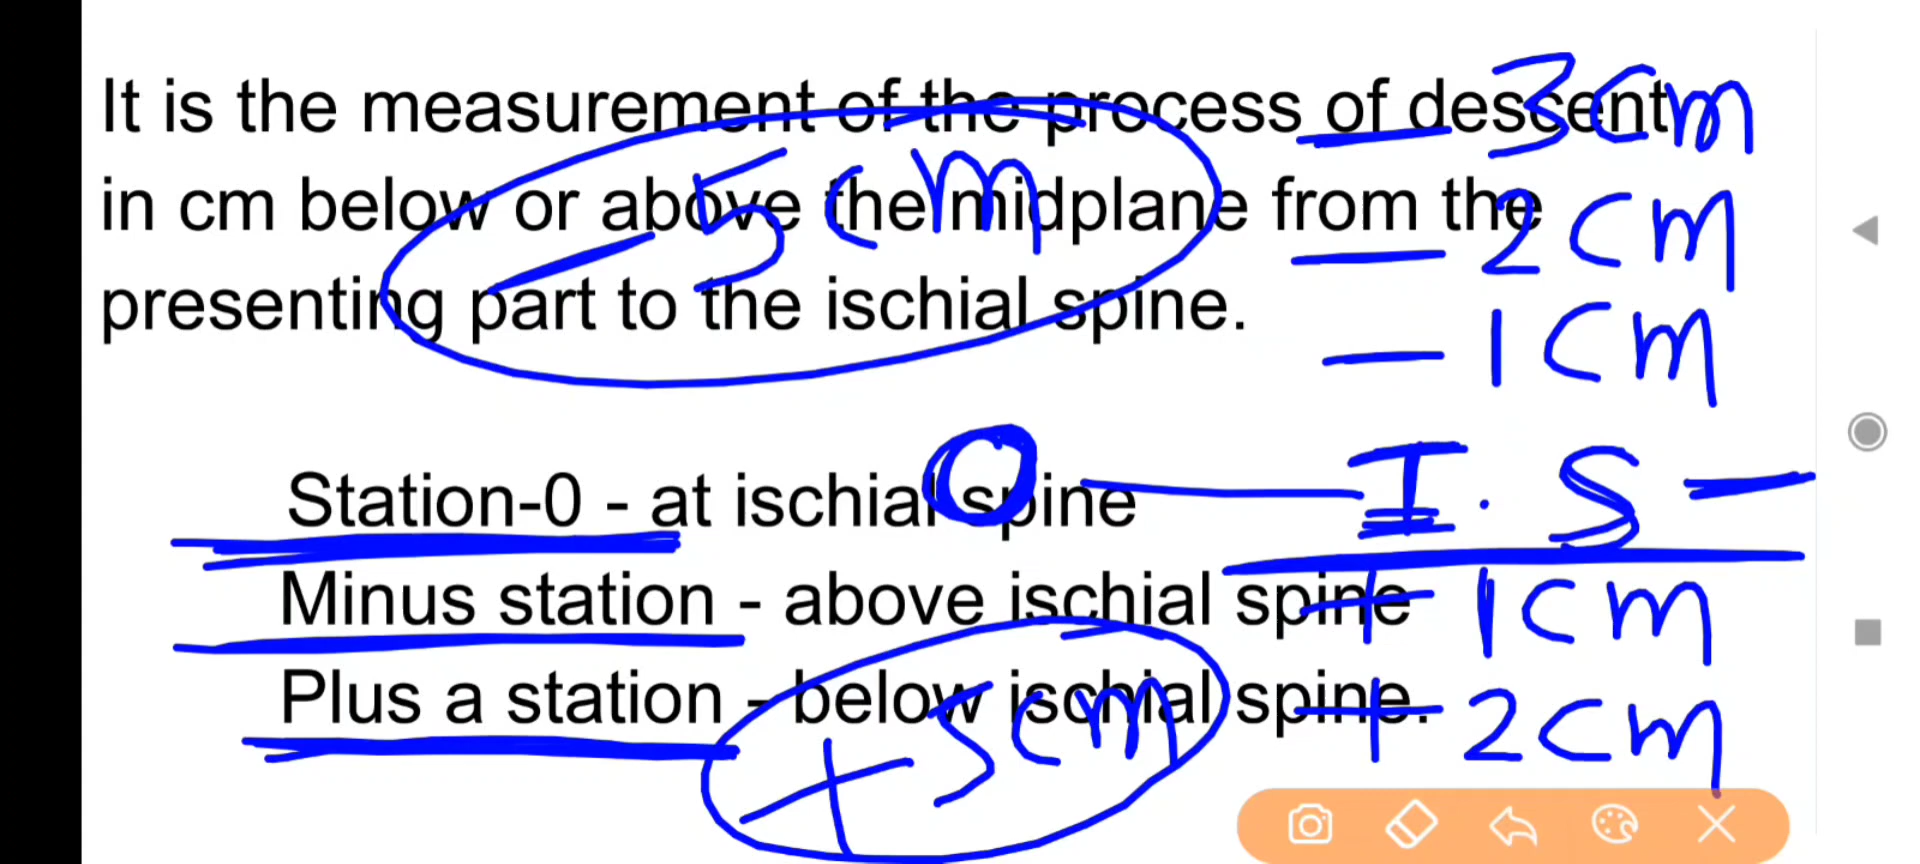 It is the measurement of the process of descent
in cm below or above the midplane from the
presenting part to the ischial spine.
- 3cm
- 2cm
- 1cm
- 5cm
Station-0 - at ischial spine
0 - I.S -
Minus station - above ischial spine
+ 1cm
Plus a station - below ischial spine.
+ 2cm
+ 5cm